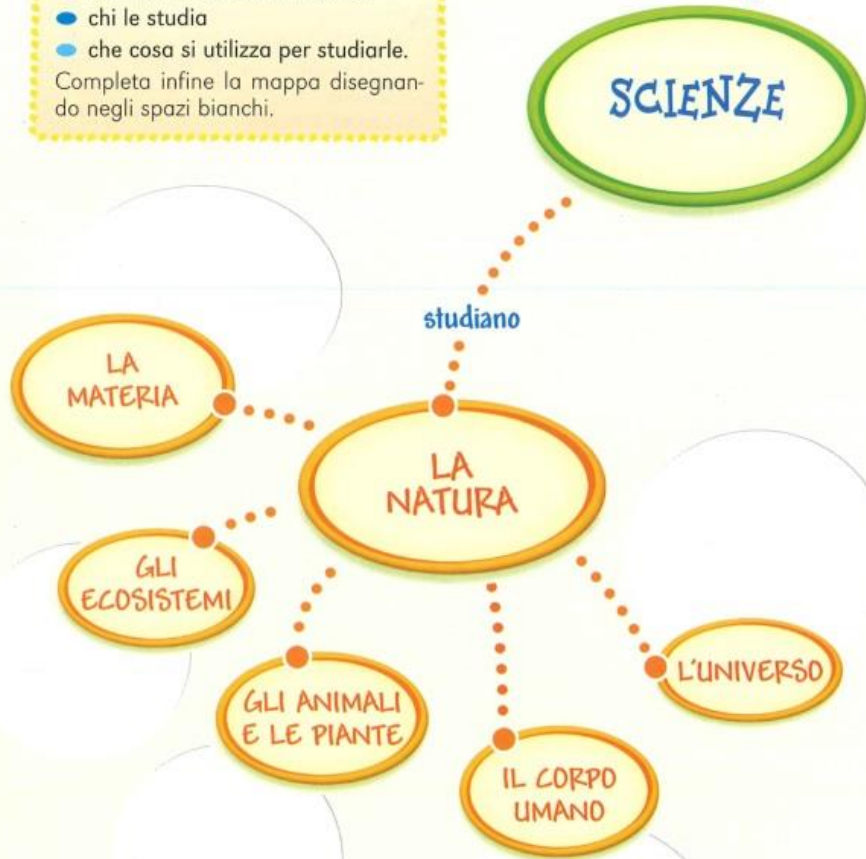 chi le studia
che cosa si utilizza per studiarle.
Completa infine la mappa disegnan-
do negli spazi bianchi.
SCIENZE
studiano
LA
MATERIA
LA
NATURA
GLI
ECOSISTEMI
GLI ANIMALI
E LE PIANTE
L'UNIVERSO
IL CORPO
UMANO